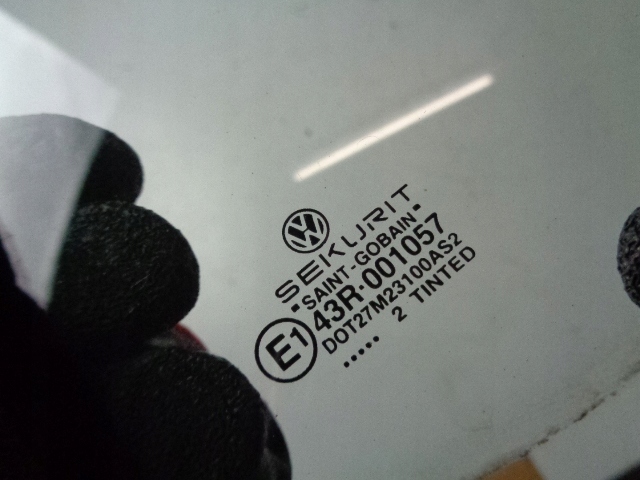 SEKURIT
·SAINT-GOBAIN·
E1 43R·001057
DOT27M23100AS2
..... 2 TINTED